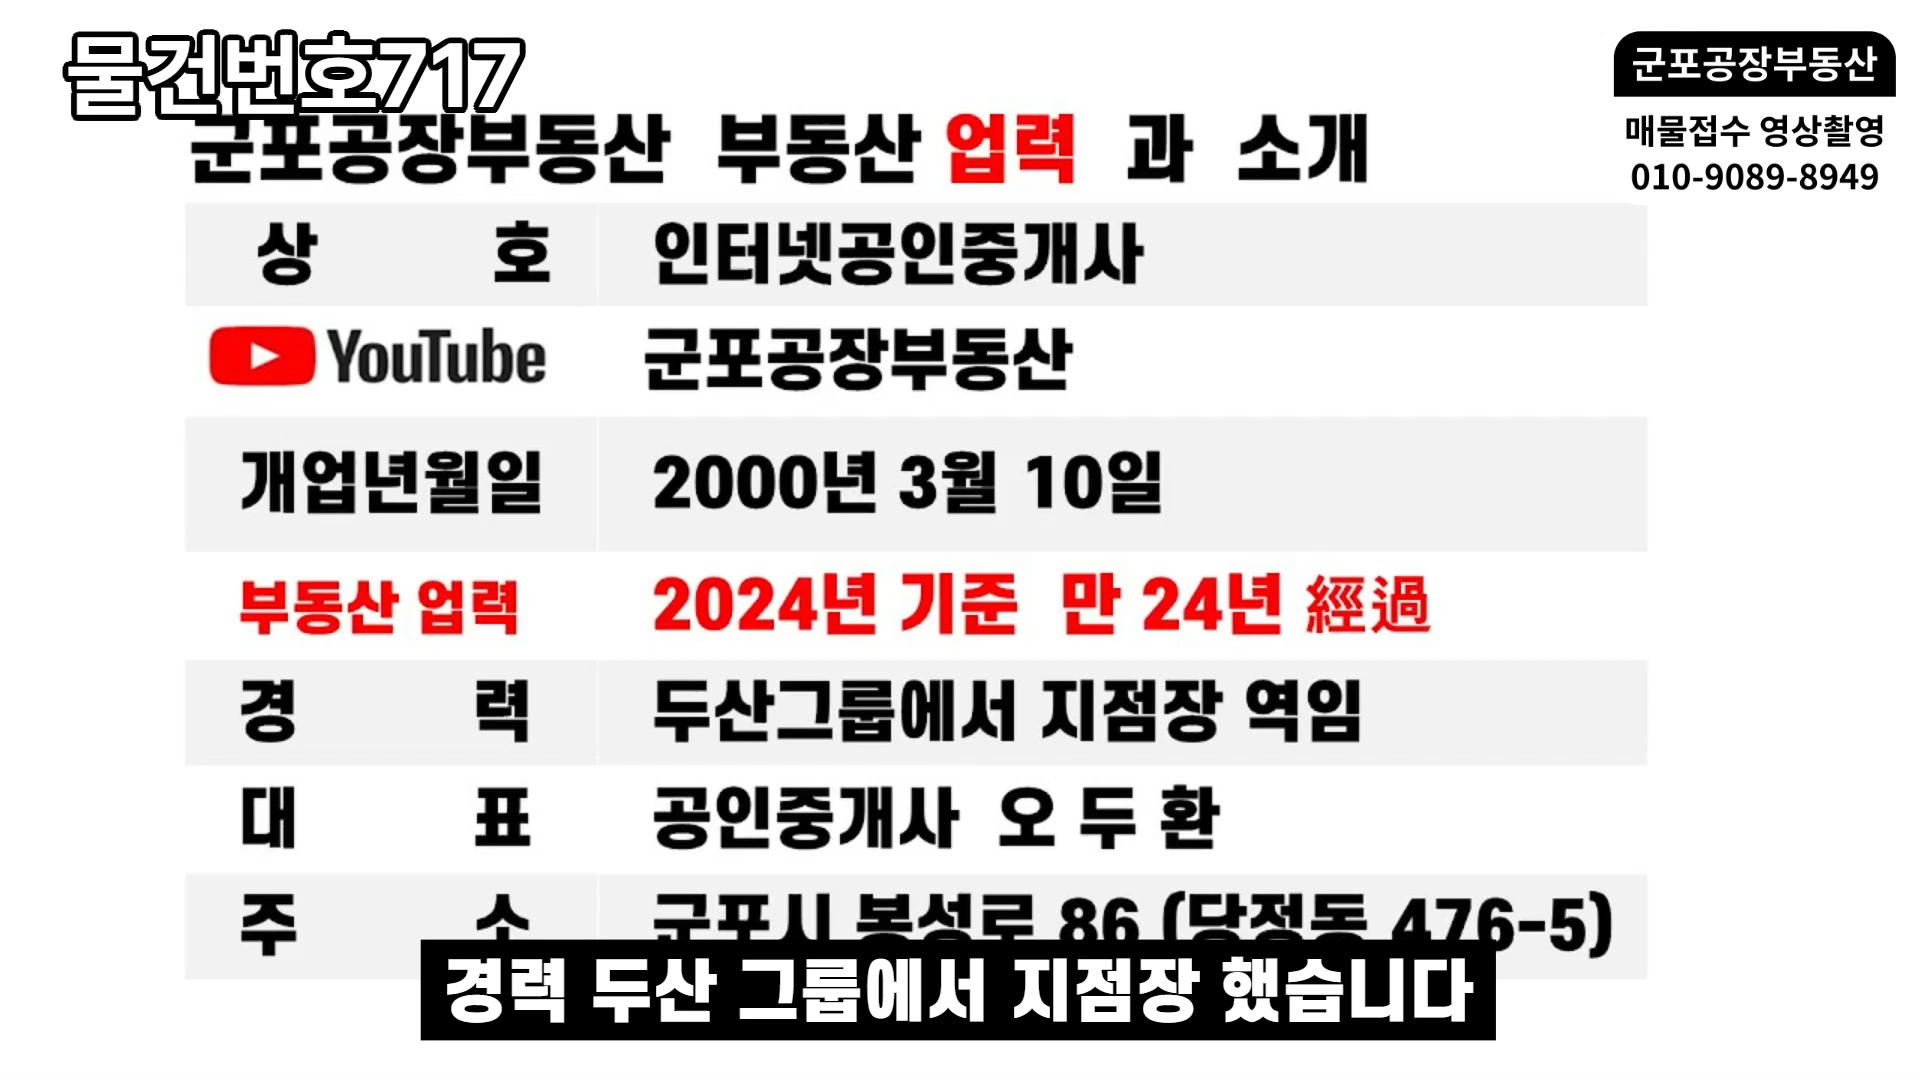 물건번호717
군포공장부동산
매물접수 영상촬영
010-9089-8949
군포공장부동산 부동산 업력 과 소개
상 호 인터넷공인중개사
YouTube 군포공장부동산
개업년월일 2000년 3월 10일
부동산 업력 2024년 기준 만 24년 經過
경 력 두산그룹에서 지점장 역임
대 표 공인중개사 오 두 환
주 소 군포시 봉성로 86 (당정동 476-5)
경력 두산 그룹에서 지점장 했습니다